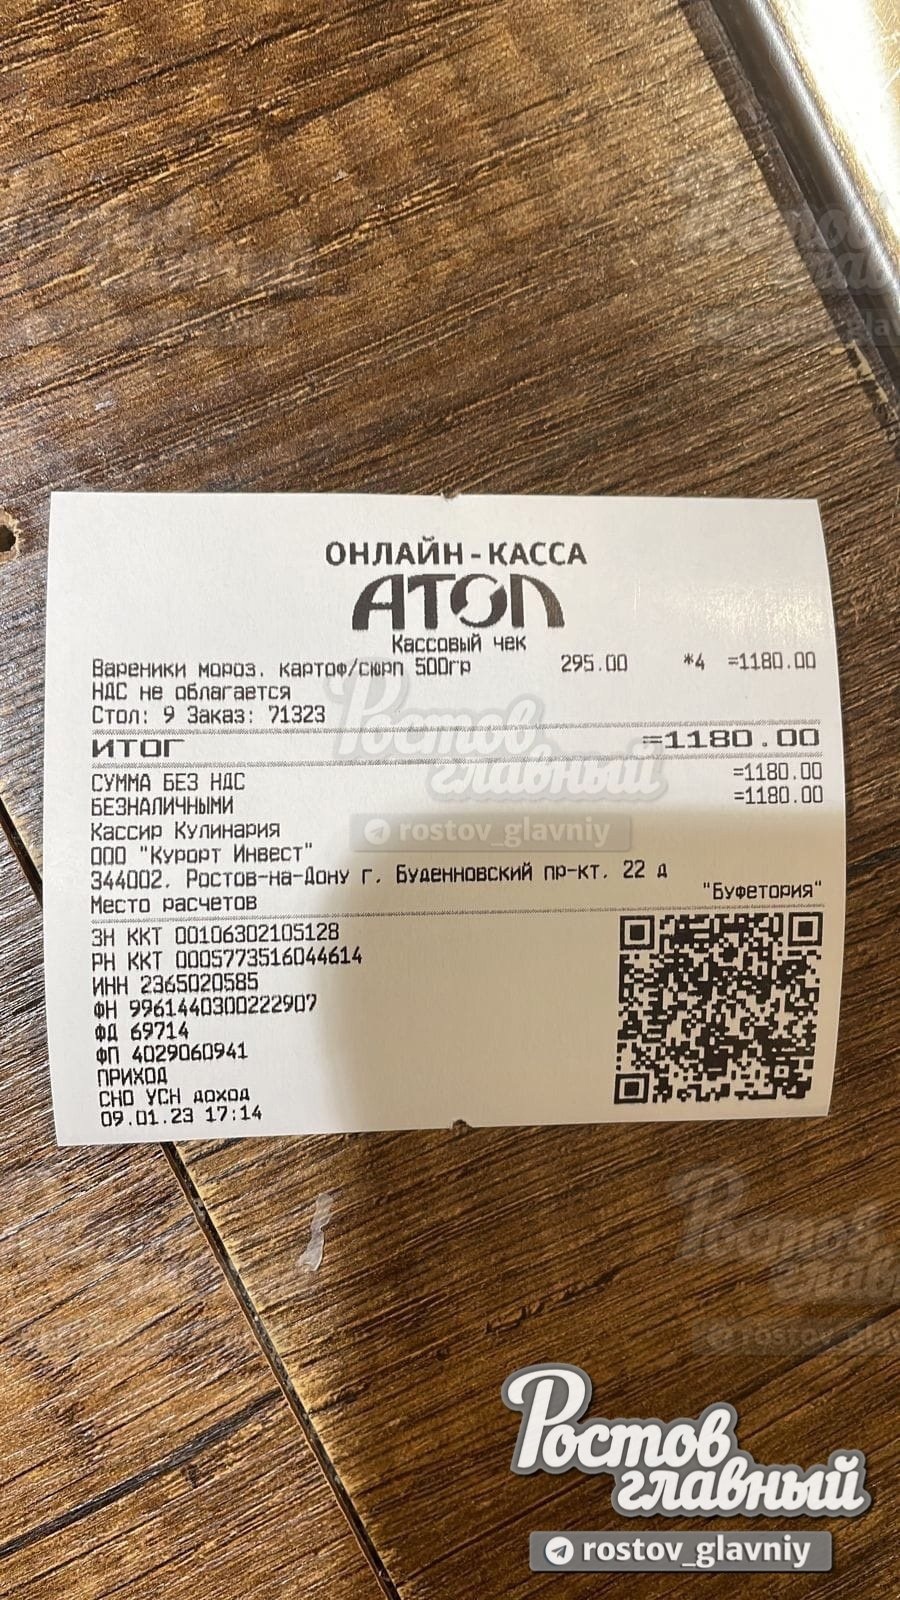 ОНЛАЙН-КАССА
АТОЛ
Кассовый чек
Вареники мороз. картоф/сюрп 500гр 295.00 *4 =1180.00
НДС не облагается
Стол: 9 Заказ: 71323
ИТОГ =1180.00
СУММА БЕЗ НДС =1180.00
БЕЗНАЛИЧНЫМИ =1180.00
Кассир Кулинария
ООО "Курорт Инвест"
344002. Ростов-на-Дону г. Буденновский пр-кт. 22 д
Место расчетов "Буфетория"
ЗН ККТ 00106302105128
РН ККТ 0005773516044614
ИНН 2365020585
ФН 9961440300222907
ФД 69714
ФП 4029060941
ПРИХОД
СНО УСН доход
09.01.23 17:14
Ростов
главный
rostov_glavniy
Ростов
главный
rostov_glavniy